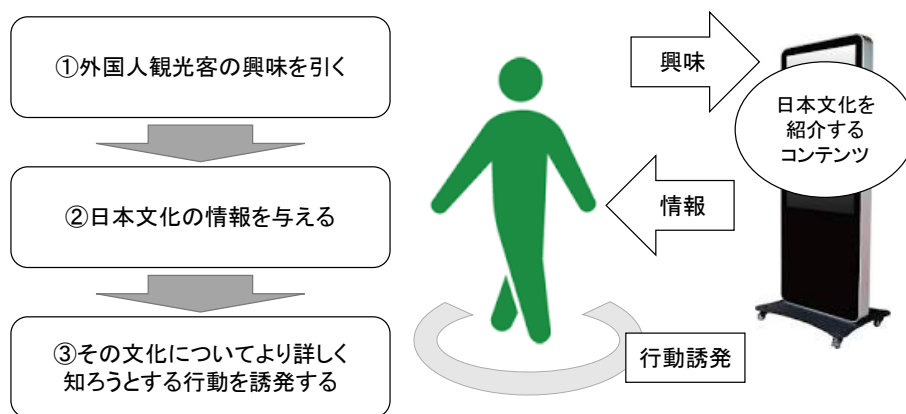 ①外国人観光客の興味を引く
②日本文化の情報を与える
③その文化についてより詳しく
知ろうとする行動を誘発する
興味
日本文化を
紹介する
コンテンツ
情報
行動誘発